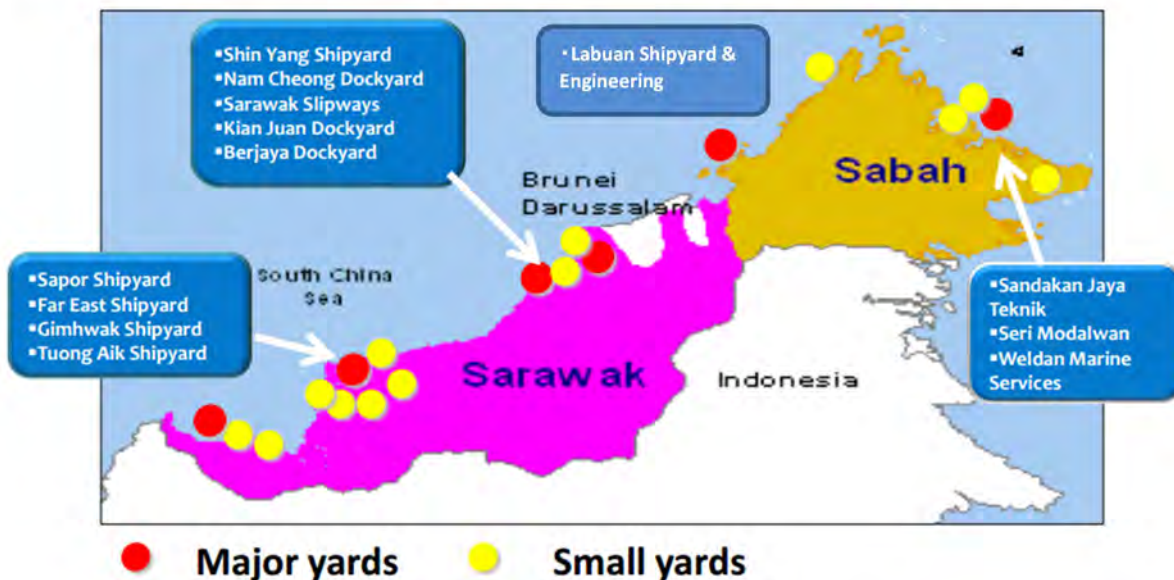 ▪Shin Yang Shipyard
▪Nam Cheong Dockyard
▪Sarawak Slipways
▪Kian Juan Dockyard
▪Berjaya Dockyard
· Labuan Shipyard &
Engineering
Brunei
Darussalam
Sabah
▪Sapor Shipyard
▪Far East Shipyard
▪Gimhwak Shipyard
▪Tuong Aik Shipyard
South China
Sea
Sarawak
Indonesia
▪Sandakan Jaya
Teknik
▪Seri Modalwan
▪Weldan Marine
Services
Major yards
Small yards